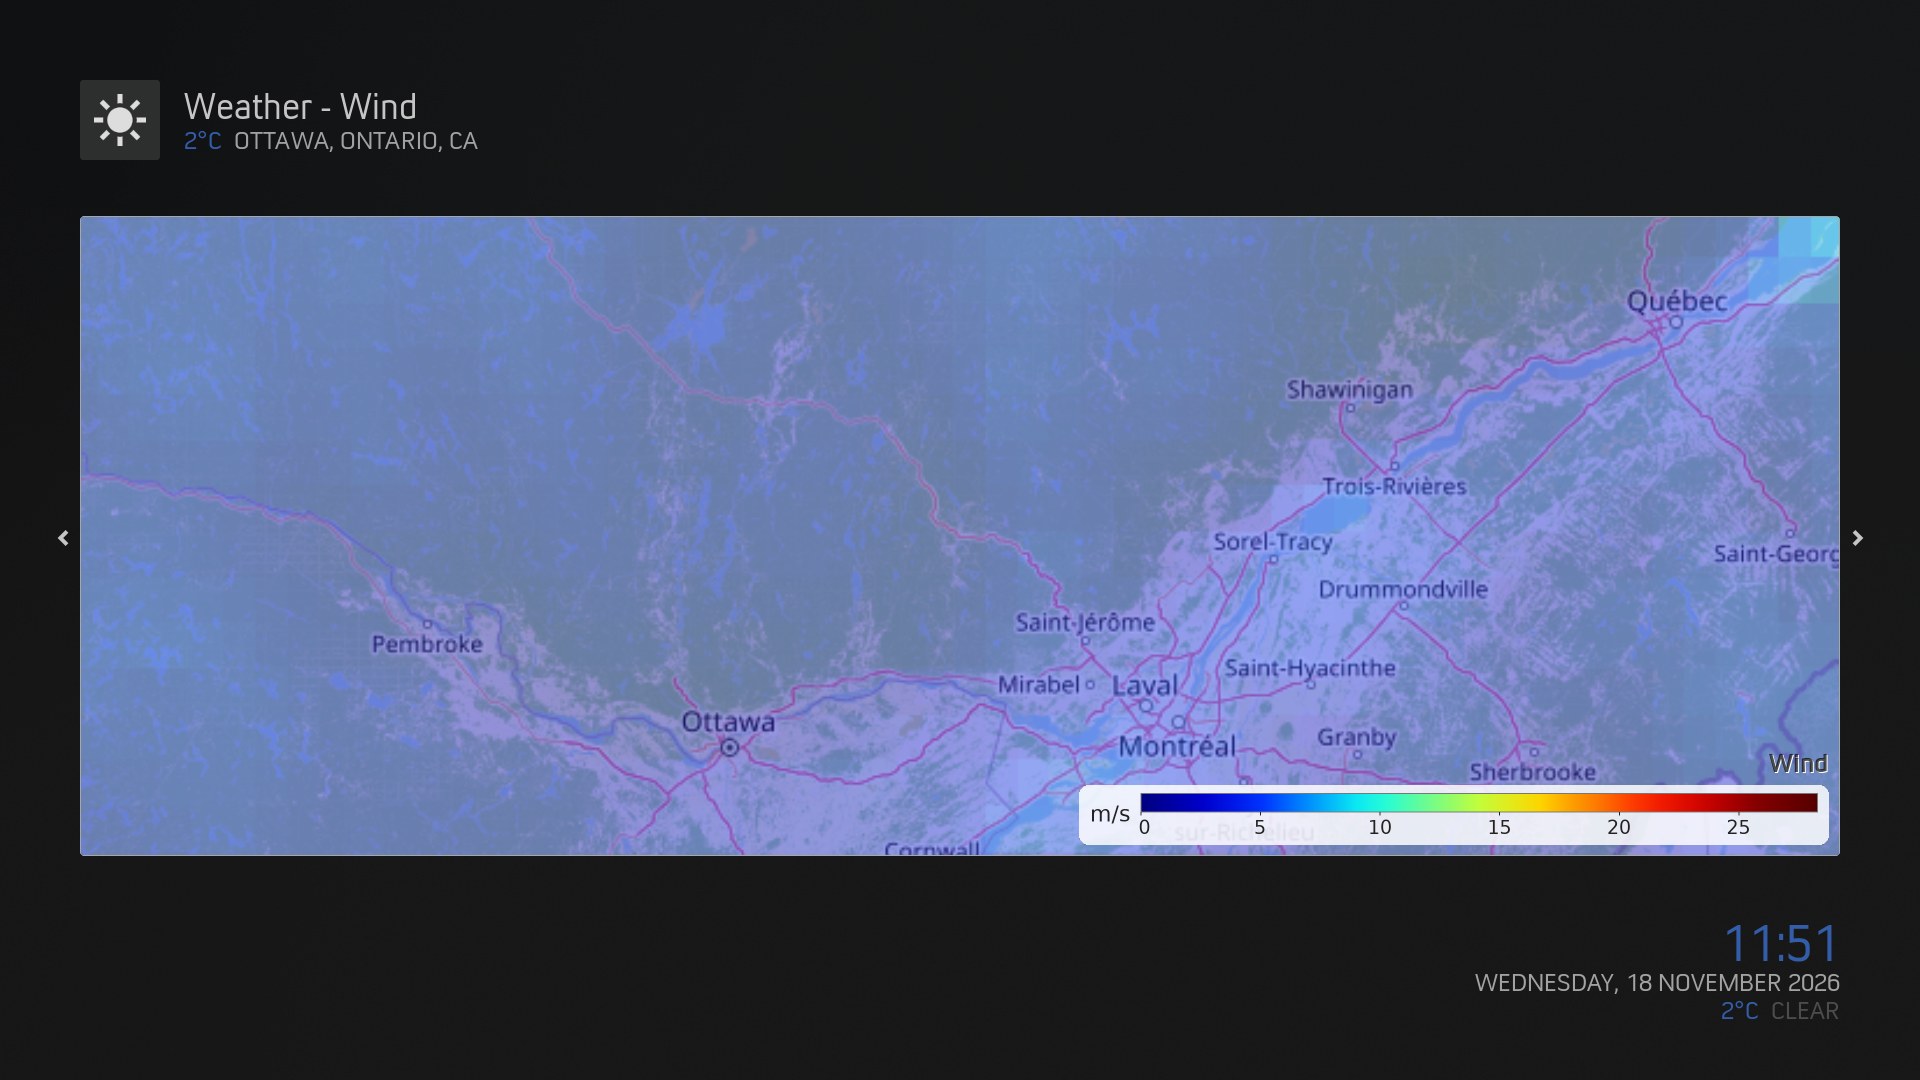 Weather - Wind
2°C OTTAWA, ONTARIO, CA
Québec
Shawinigan
Trois-Rivières
Sorel-Tracy
Saint-Georg
Drummondville
Saint-Jérôme
Pembroke
Saint-Hyacinthe
Mirabel
Laval
Ottawa
Granby
Montréal
Wind
Sherbrooke
m/s
0 5 10 15 20 25
sur-Richelieu
Cornwall
11:51
WEDNESDAY, 18 NOVEMBER 2026
2°C CLEAR